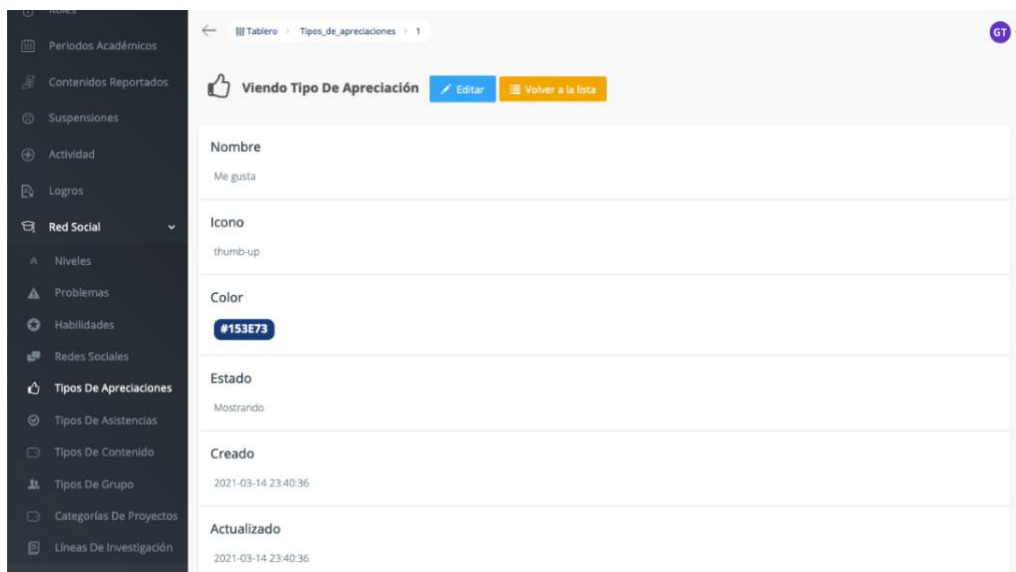 Roles
Periodos Académicos
Contenidos Reportados
Suspensiones
Actividad
Logros
Red Social
Niveles
Problemas
Habilidades
Redes Sociales
Tipos De Apreciaciones
Tipos De Asistencias
Tipos De Contenido
Tipos De Grupo
Categorías De Proyectos
Líneas De Investigación
Tablero Tipos_de_apreciaciones 1
GT
Viendo Tipo De Apreciación Editar Volver a la lista
Nombre
Me gusta
Icono
thumb-up
Color
#153E73
Estado
Mostrando
Creado
2021-03-14 23:40:36
Actualizado
2021-03-14 23:40:36